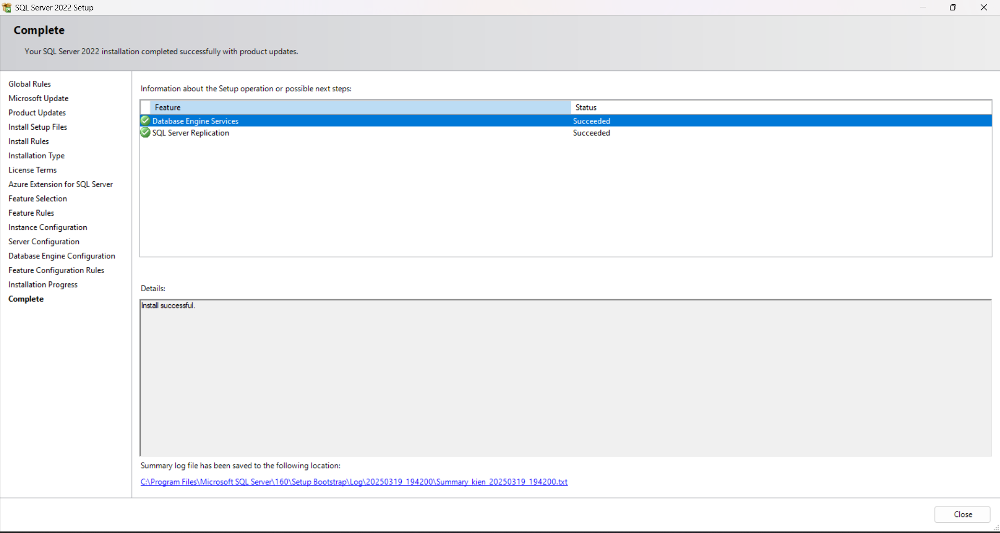 SQL Server 2022 Setup
Complete
Your SQL Server 2022 installation completed successfully with product updates.
Global Rules
Microsoft Update
Product Updates
Install Setup Files
Install Rules
Installation Type
License Terms
Azure Extension for SQL Server
Feature Selection
Feature Rules
Instance Configuration
Server Configuration
Database Engine Configuration
Feature Configuration Rules
Installation Progress
Complete
Information about the Setup operation or possible next steps:
Feature Status
Database Engine Services Succeeded
SQL Server Replication Succeeded
Details:
Install successful.
Summary log file has been saved to the following location:
C:\Program Files\Microsoft SQL Server\160\Setup Bootstrap\Log\20250319_194200\Summary_kien_20250319_194200.txt
Close